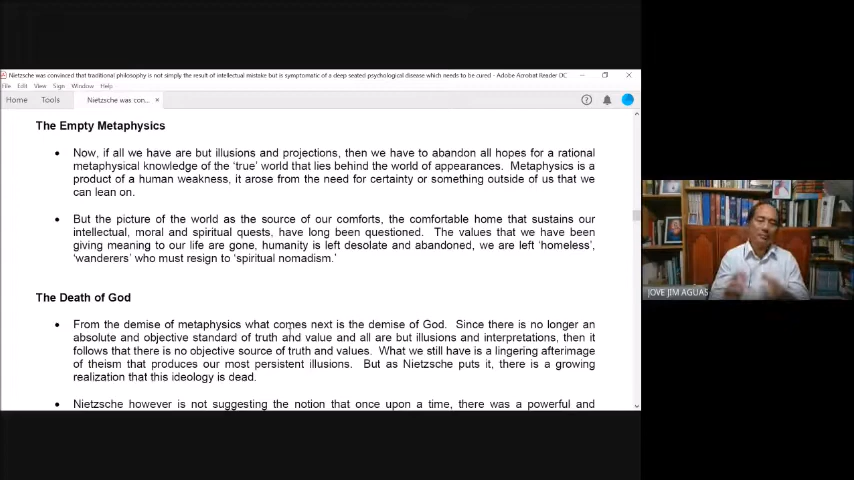 Nietzsche was convinced that traditional philosophy is not simply the result of intellectual mistake but is symptomatic of a deep seated psychological disease which needs to be cured - Adobe Acrobat Reader DC
File Edit View Sign Window Help
Home Tools Nietzsche was con... ×
The Empty Metaphysics
• Now, if all we have are but illusions and projections, then we have to abandon all hopes for a rational
metaphysical knowledge of the ‘true’ world that lies behind the world of appearances. Metaphysics is a
product of a human weakness, it arose from the need for certainty or something outside of us that we
can lean on.
• But the picture of the world as the source of our comforts, the comfortable home that sustains our
intellectual, moral and spiritual quests, have long been questioned. The values that we have been
giving meaning to our life are gone, humanity is left desolate and abandoned, we are left ‘homeless’,
‘wanderers’ who must resign to ‘spiritual nomadism.’
The Death of God
• From the demise of metaphysics what comes next is the demise of God. Since there is no longer an
absolute and objective standard of truth and value and all are but illusions and interpretations, then it
follows that there is no objective source of truth and values. What we still have is a lingering afterimage
of theism that produces our most persistent illusions. But as Nietzsche puts it, there is a growing
realization that this ideology is dead.
• Nietzsche however is not suggesting the notion that once upon a time, there was a powerful and
JOVE JIM AGUAS